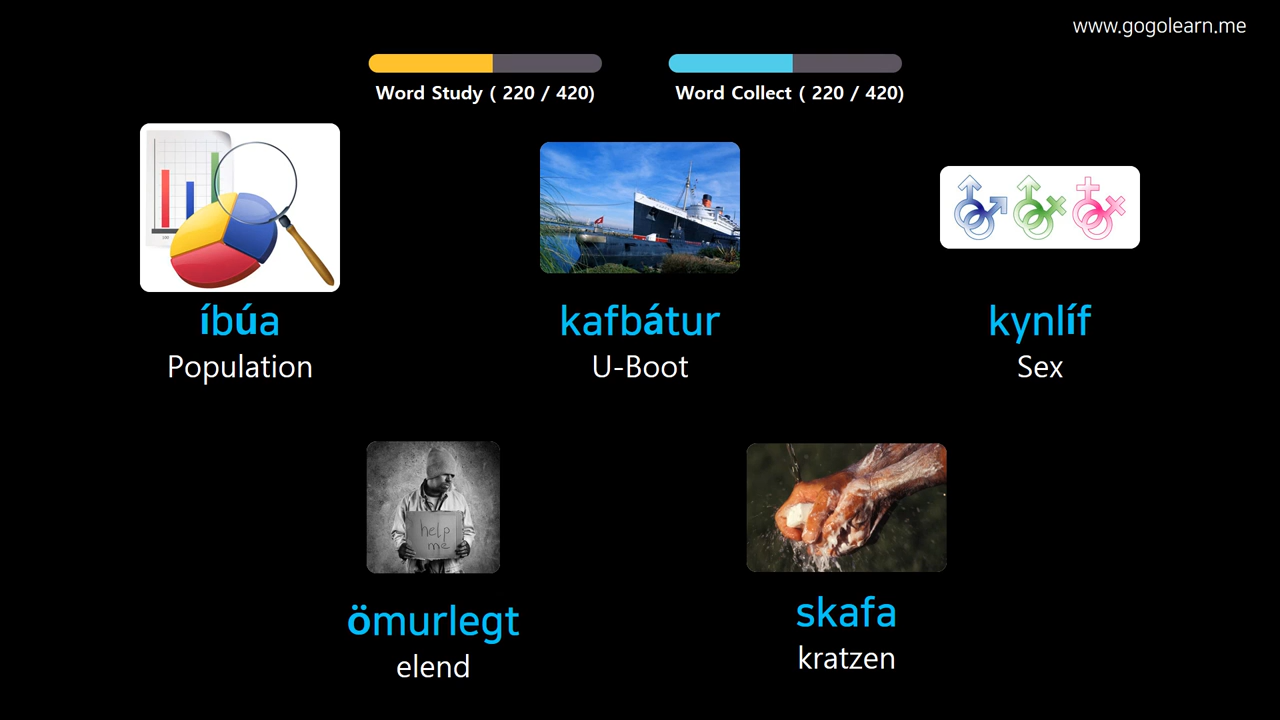 www.gogolearn.me
Word Study ( 220 / 420)
Word Collect ( 220 / 420)
íbúa
Population
kafbátur
U-Boot
kynlíf
Sex
help
me
ömurlegt
elend
skafa
kratzen